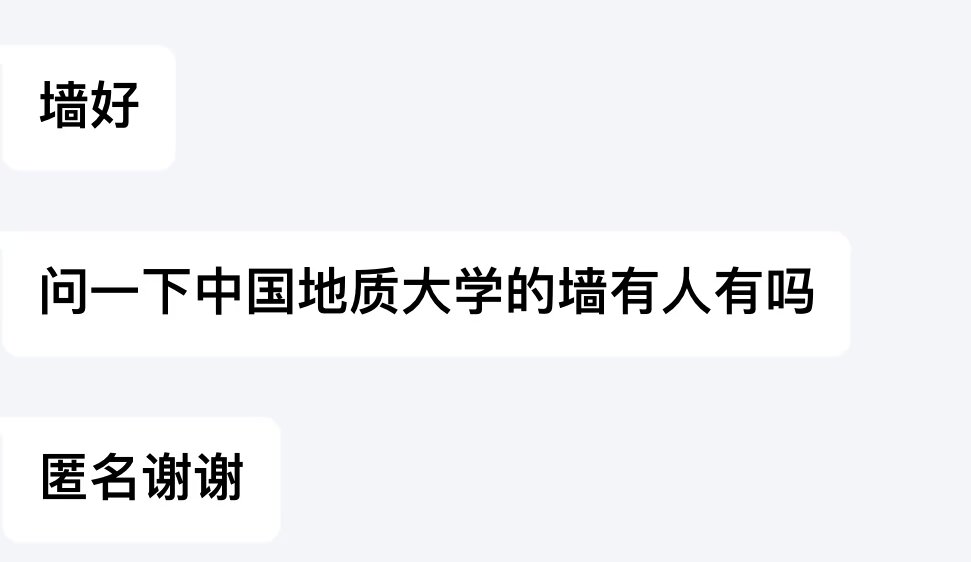 墙好
问一下中国地质大学的墙有人有吗
匿名谢谢